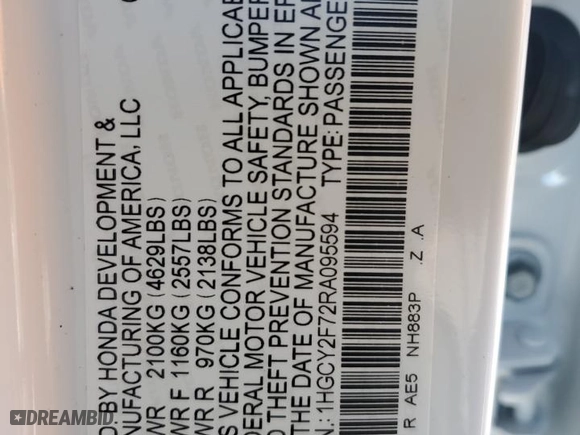 D. BY HONDA DEVELOPMENT &
NUFACTURING OF AMERICA, LLC
WR 2100KG (4629LBS)
WR F 1160KG (2557LBS)
WR R 970KG (2138LBS)
S VEHICLE CONFORMS TO ALL APPLICAB
DERAL MOTOR VEHICLE SAFETY, BUMPER
D THEFT PREVENTION STANDARDS IN EF
THE DATE OF MANUFACTURE SHOWN A
N.: 1HGCY2F72RA095594 TYPE: PASSENGE
R AE5 NH883P .Z .A
AUTOHELPERBOT.COM